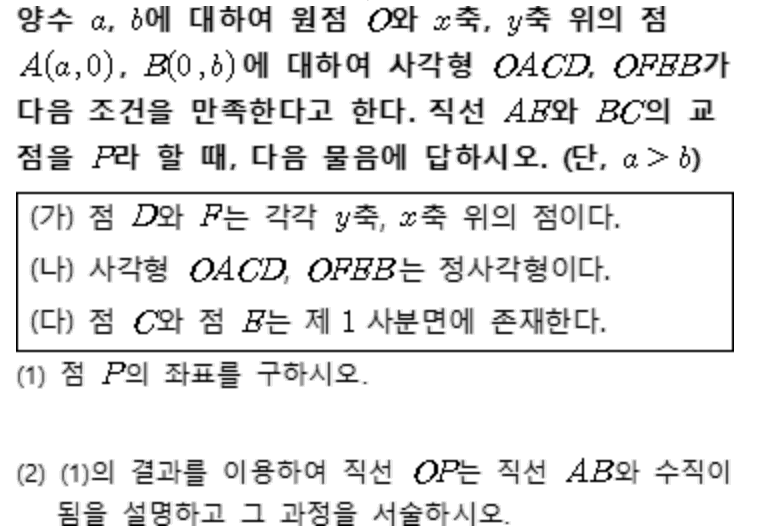 양수 a, b에 대하여 원점 O와 x축, y축 위의 점
A(a,0), B(0,b)에 대하여 사각형 OACD, OFEB가
다음 조건을 만족한다고 한다. 직선 AE와 BC의 교
점을 P라 할 때, 다음 물음에 답하시오. (단, a > b)
(가) 점 D와 F는 각각 y축, x축 위의 점이다.
(나) 사각형 OACD, OFEB는 정사각형이다.
(다) 점 C와 점 E는 제 1 사분면에 존재한다.
(1) 점 P의 좌표를 구하시오.
(2) (1)의 결과를 이용하여 직선 OP는 직선 AB와 수직이
됨을 설명하고 그 과정을 서술하시오.